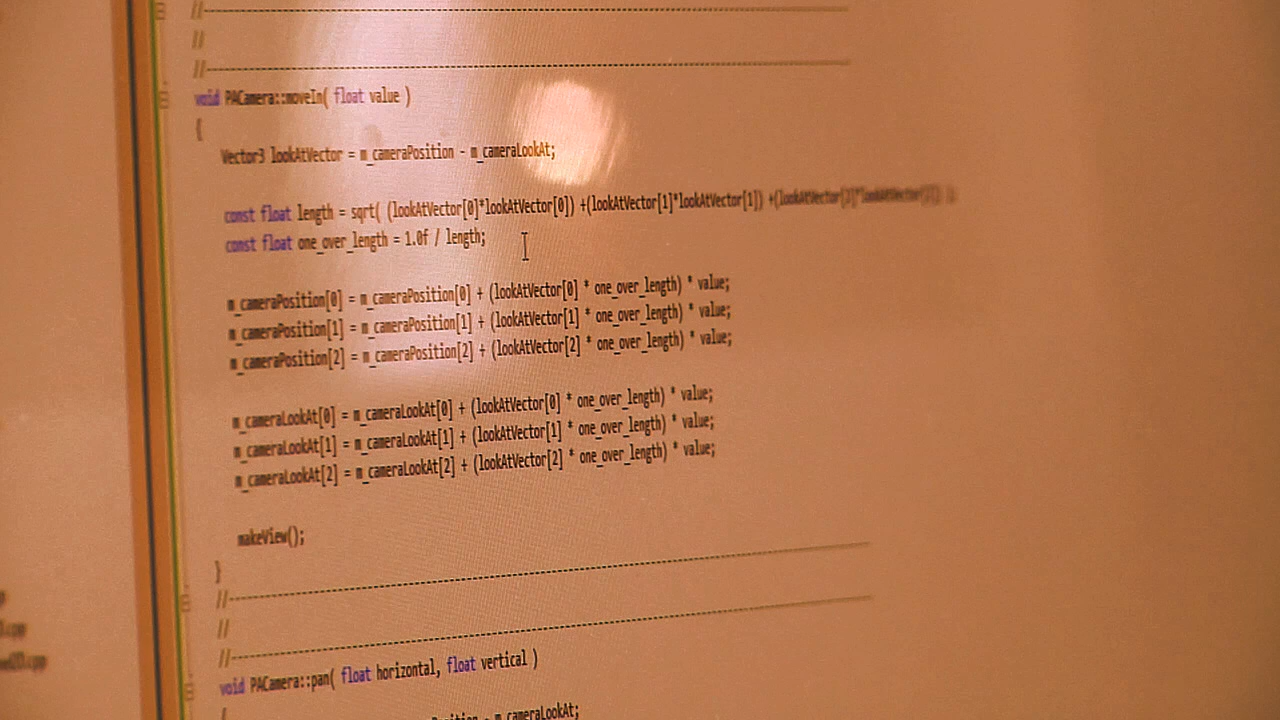 //--------------------------------------------------------------------------------
//
//--------------------------------------------------------------------------------
void PACamera::moveIn( float value )
{
Vector3 lookAtVector = m_cameraPosition - m_cameraLookAt;
const float length = sqrt( (lookAtVector[0]*lookAtVector[0]) +(lookAtVector[1]*lookAtVector[1]) +(lookAtVector[2]*lookAtVector[2]) );
const float one_over_length = 1.0f / length;
m_cameraPosition[0] = m_cameraPosition[0] + (lookAtVector[0] * one_over_length) * value;
m_cameraPosition[1] = m_cameraPosition[1] + (lookAtVector[1] * one_over_length) * value;
m_cameraPosition[2] = m_cameraPosition[2] + (lookAtVector[2] * one_over_length) * value;
m_cameraLookAt[0] = m_cameraLookAt[0] + (lookAtVector[0] * one_over_length) * value;
m_cameraLookAt[1] = m_cameraLookAt[1] + (lookAtVector[1] * one_over_length) * value;
m_cameraLookAt[2] = m_cameraLookAt[2] + (lookAtVector[2] * one_over_length) * value;
makeView();
}
//--------------------------------------------------------------------------------
//
//--------------------------------------------------------------------------------
void PACamera::pan( float horizontal, float vertical )
{
- m_cameraLookAt;